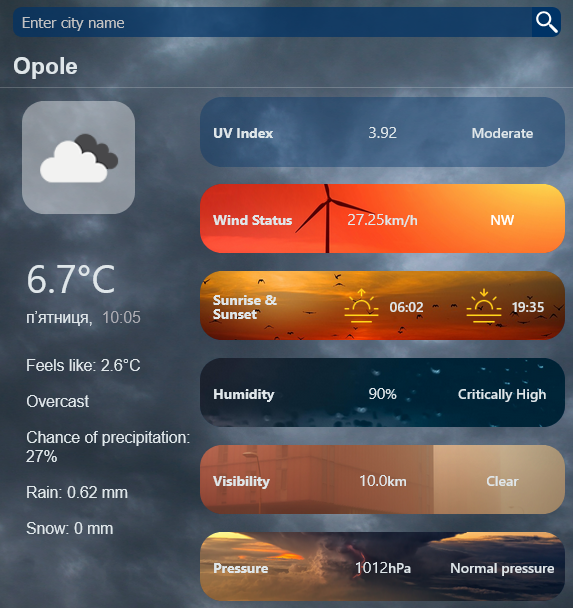 Enter city name
Opole
UV Index 3.92 Moderate
Wind Status 27.25km/h NW
6.7°C
п’ятниця, 10:05
Sunrise &
Sunset 06:02 19:35
Feels like: 2.6°C
Overcast
Chance of precipitation:
27%
Rain: 0.62 mm
Snow: 0 mm
Humidity 90% Critically High
Visibility 10.0km Clear
Pressure 1012hPa Normal pressure